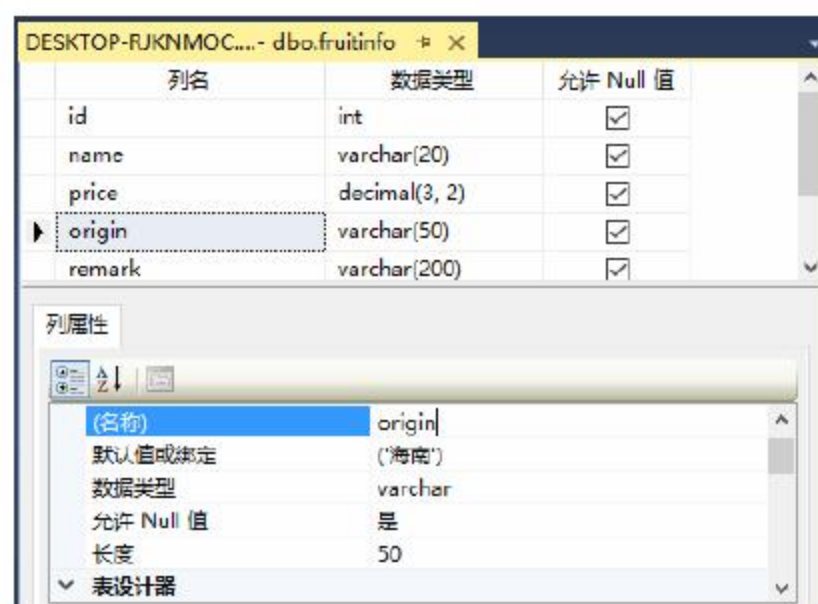 DESKTOP-RJKNMOC....- dbo.fruitinfo
列名 数据类型 允许 Null 值
id int
name varchar(20)
price decimal(3, 2)
origin varchar(50)
remark varchar(200)
列属性
(名称) origin
默认值或绑定 ('海南')
数据类型 varchar
允许 Null 值 是
长度 50
表设计器